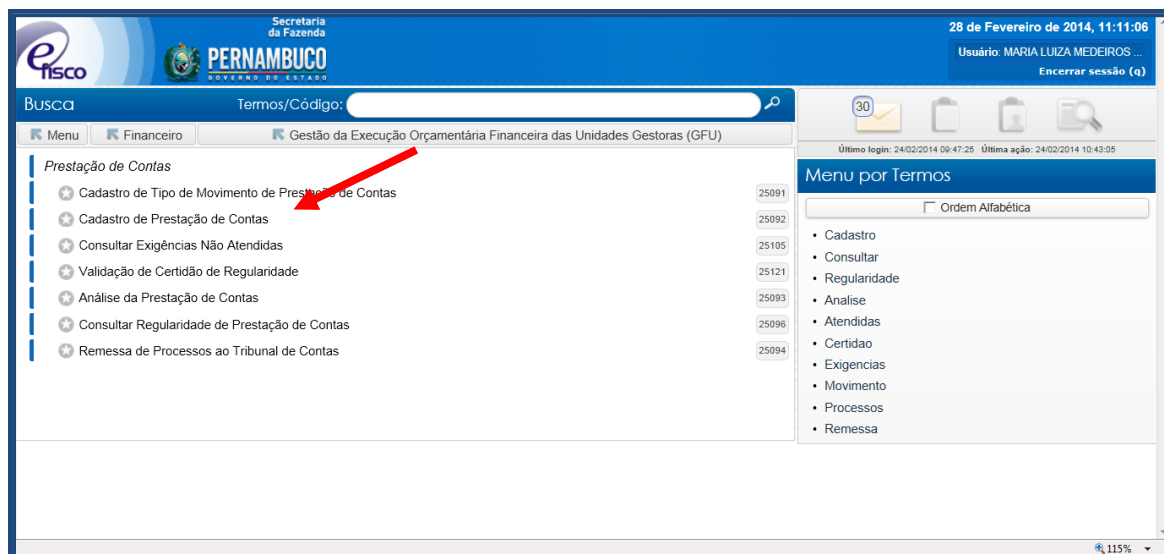 efisco
Secretaria
da Fazenda
PERNAMBUCO
GOVERNO DO ESTADO
28 de Fevereiro de 2014, 11:11:06
Usuário: MARIA LUIZA MEDEIROS ...
Encerrar sessão (q)
Busca
Termos/Código:
Menu
Financeiro
Gestão da Execução Orçamentária Financeira das Unidades Gestoras (GFU)
Prestação de Contas
Cadastro de Tipo de Movimento de Prestação de Contas 25091
Cadastro de Prestação de Contas 25092
Consultar Exigências Não Atendidas 25105
Validação de Certidão de Regularidade 25121
Análise da Prestação de Contas 25093
Consultar Regularidade de Prestação de Contas 25096
Remessa de Processos ao Tribunal de Contas 25094
30
Último login: 24/02/2014 09:47:25 Última ação: 24/02/2014 10:43:05
Menu por Termos
Ordem Alfabética
• Cadastro
• Consultar
• Regularidade
• Analise
• Atendidas
• Certidao
• Exigencias
• Movimento
• Processos
• Remessa
115%